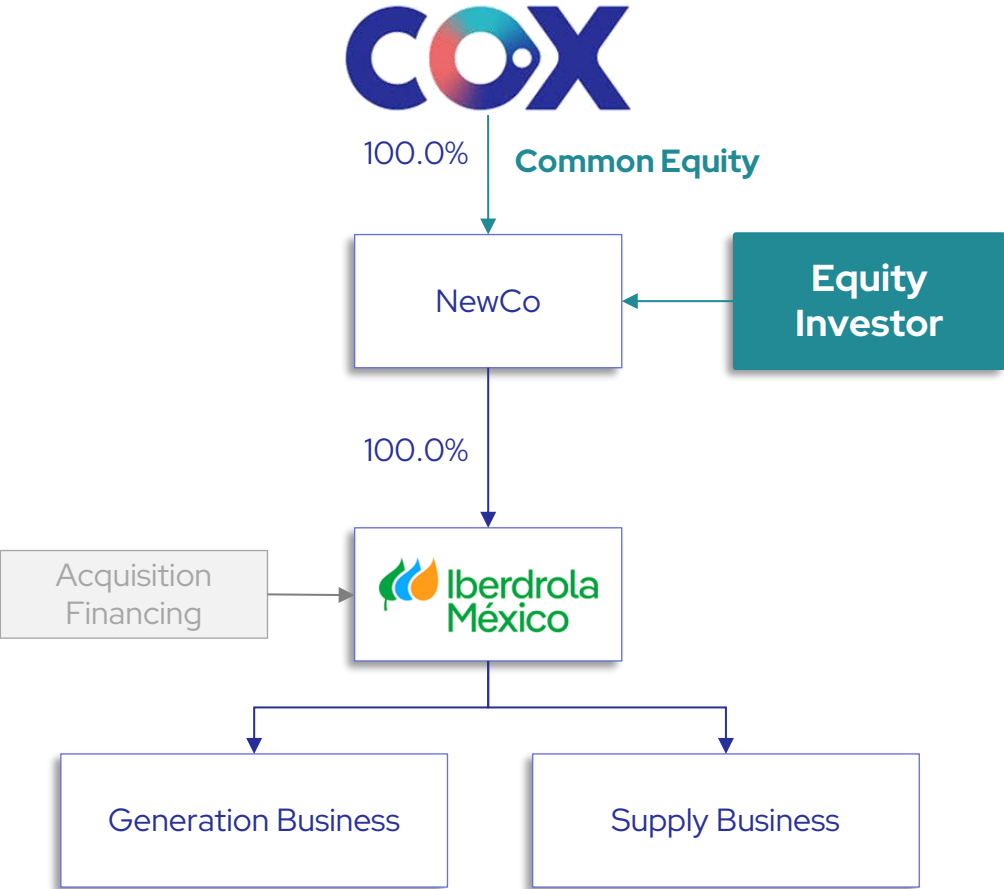 COX
100.0%
Common Equity
NewCo
Equity
Investor
100.0%
Acquisition
Financing
Iberdrola
México
Generation Business
Supply Business